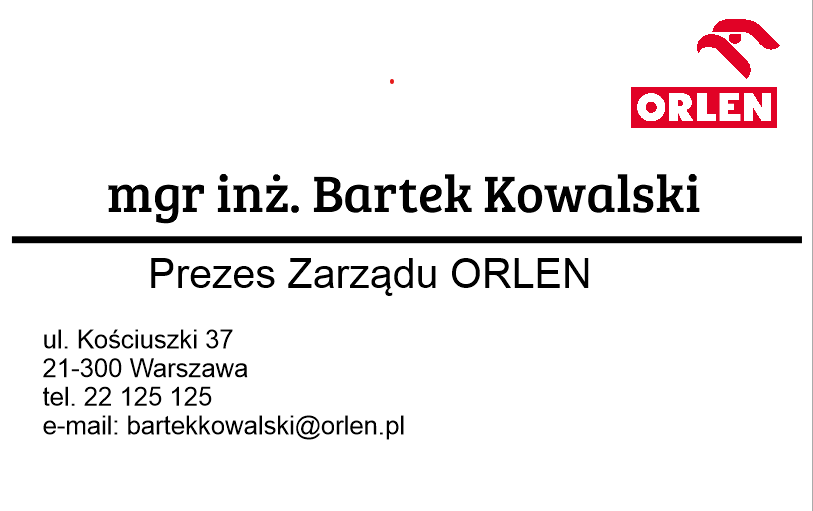 ORLEN
mgr inż. Bartek Kowalski
Prezes Zarządu ORLEN
ul. Kościuszki 37
21-300 Warszawa
tel. 22 125 125
e-mail: bartekkowalski@orlen.pl